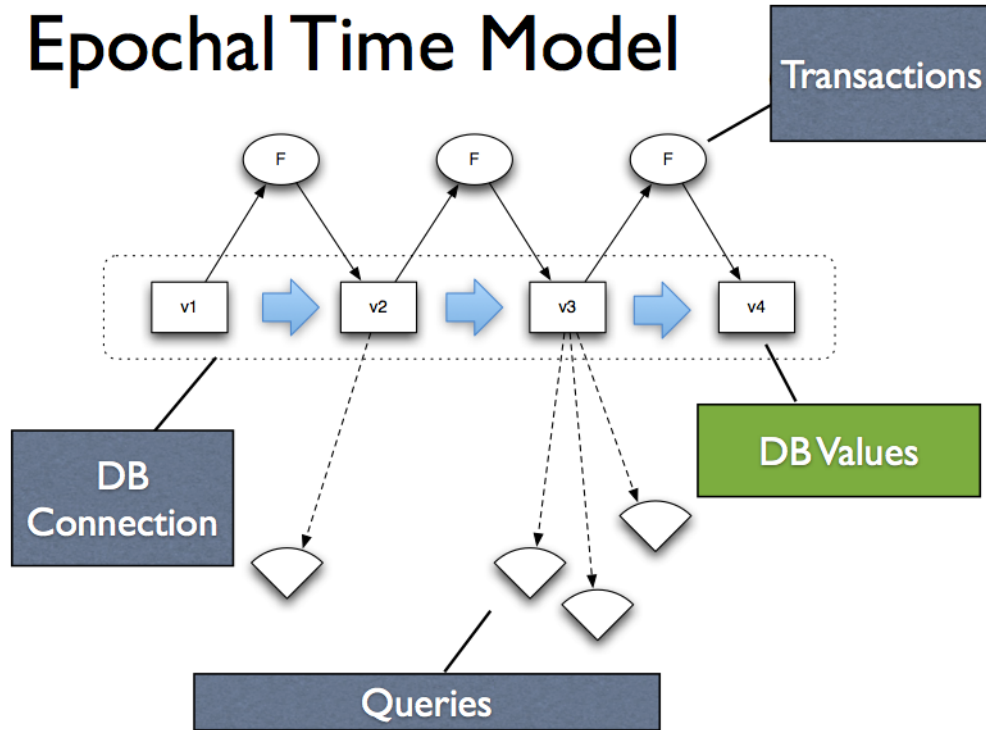 Epochal Time Model
Transactions
F
F
F
v1
v2
v3
v4
DB
Connection
DB Values
Queries